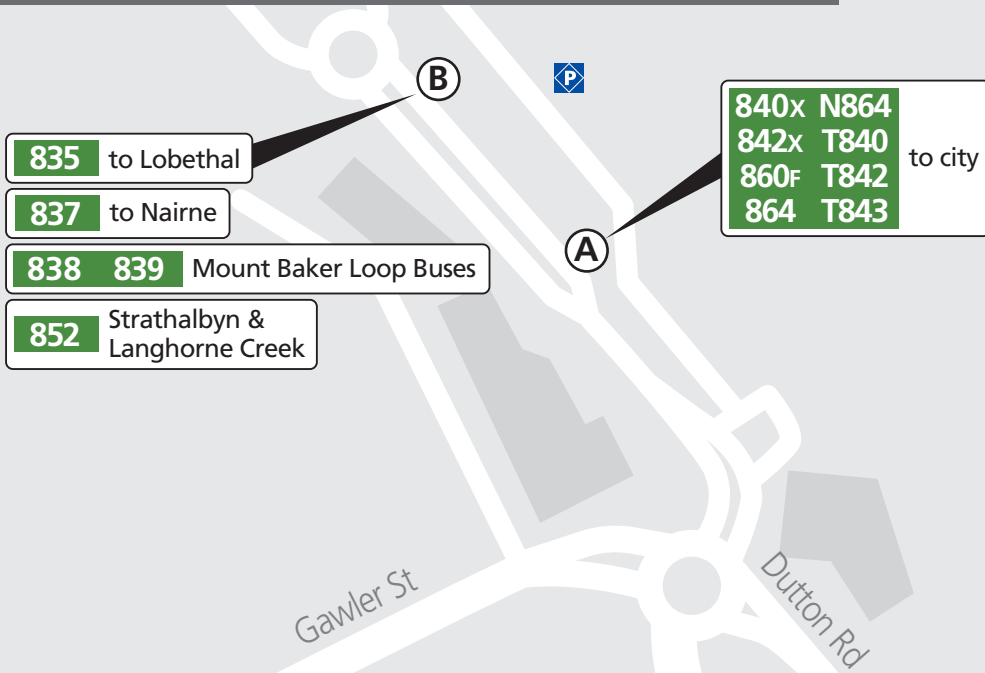 B
P
835 to Lobethal
837 to Nairne
838 839 Mount Baker Loop Buses
852 Strathalbyn &
Langhorne Creek
A
840X N864
842X T840
860F T842
864 T843
to city
Gawler St
Dutton Rd